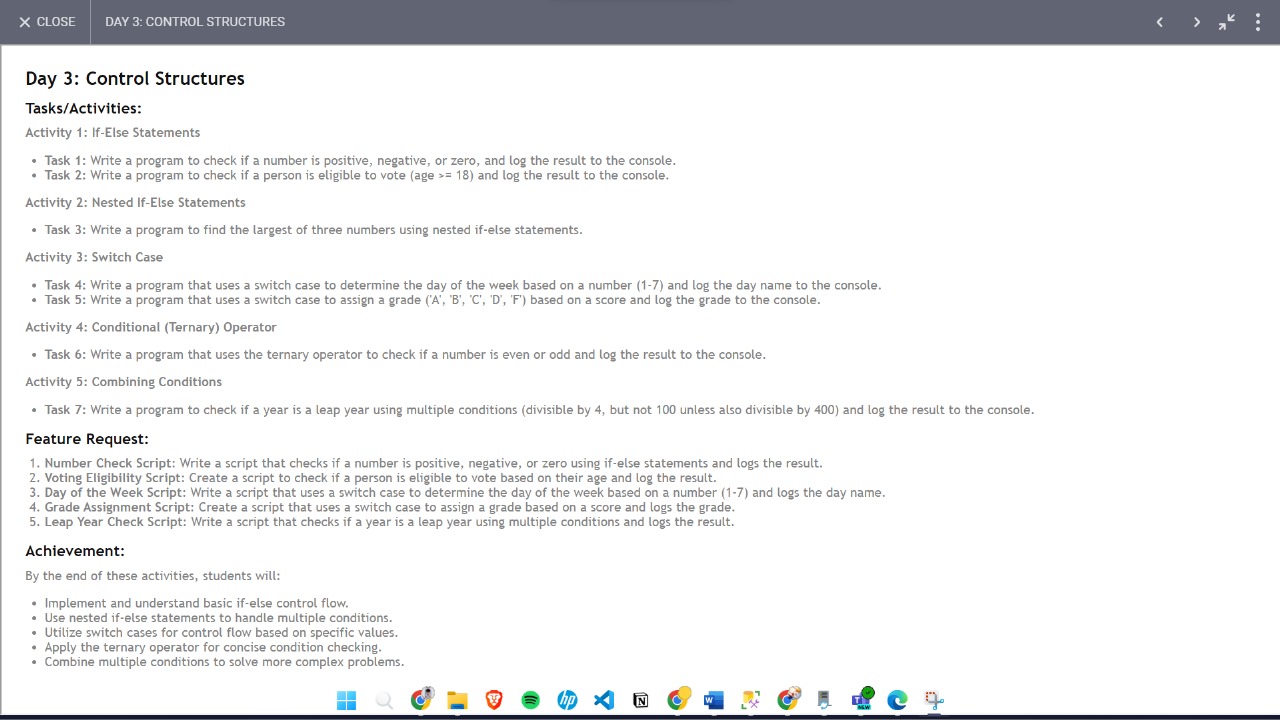 CLOSE
DAY 3: CONTROL STRUCTURES
Day 3: Control Structures
Tasks/Activities:
Activity 1: If-Else Statements
• Task 1: Write a program to check if a number is positive, negative, or zero, and log the result to the console.
• Task 2: Write a program to check if a person is eligible to vote (age >= 18) and log the result to the console.
Activity 2: Nested If-Else Statements
• Task 3: Write a program to find the largest of three numbers using nested if-else statements.
Activity 3: Switch Case
• Task 4: Write a program that uses a switch case to determine the day of the week based on a number (1-7) and log the day name to the console.
• Task 5: Write a program that uses a switch case to assign a grade ('A', 'B', 'C', 'D', 'F') based on a score and log the grade to the console.
Activity 4: Conditional (Ternary) Operator
• Task 6: Write a program that uses the ternary operator to check if a number is even or odd and log the result to the console.
Activity 5: Combining Conditions
• Task 7: Write a program to check if a year is a leap year using multiple conditions (divisible by 4, but not 100 unless also divisible by 400) and log the result to the console.
Feature Request:
1. Number Check Script: Write a script that checks if a number is positive, negative, or zero using if-else statements and logs the result.
2. Voting Eligibility Script: Create a script to check if a person is eligible to vote based on their age and log the result.
3. Day of the Week Script: Write a script that uses a switch case to determine the day of the week based on a number (1-7) and logs the day name.
4. Grade Assignment Script: Create a script that uses a switch case to assign a grade based on a score and logs the grade.
5. Leap Year Check Script: Write a script that checks if a year is a leap year using multiple conditions and logs the result.
Achievement:
By the end of these activities, students will:
• Implement and understand basic if-else control flow.
• Use nested if-else statements to handle multiple conditions.
• Utilize switch cases for control flow based on specific values.
• Apply the ternary operator for concise condition checking.
• Combine multiple conditions to solve more complex problems.
hp
NEW